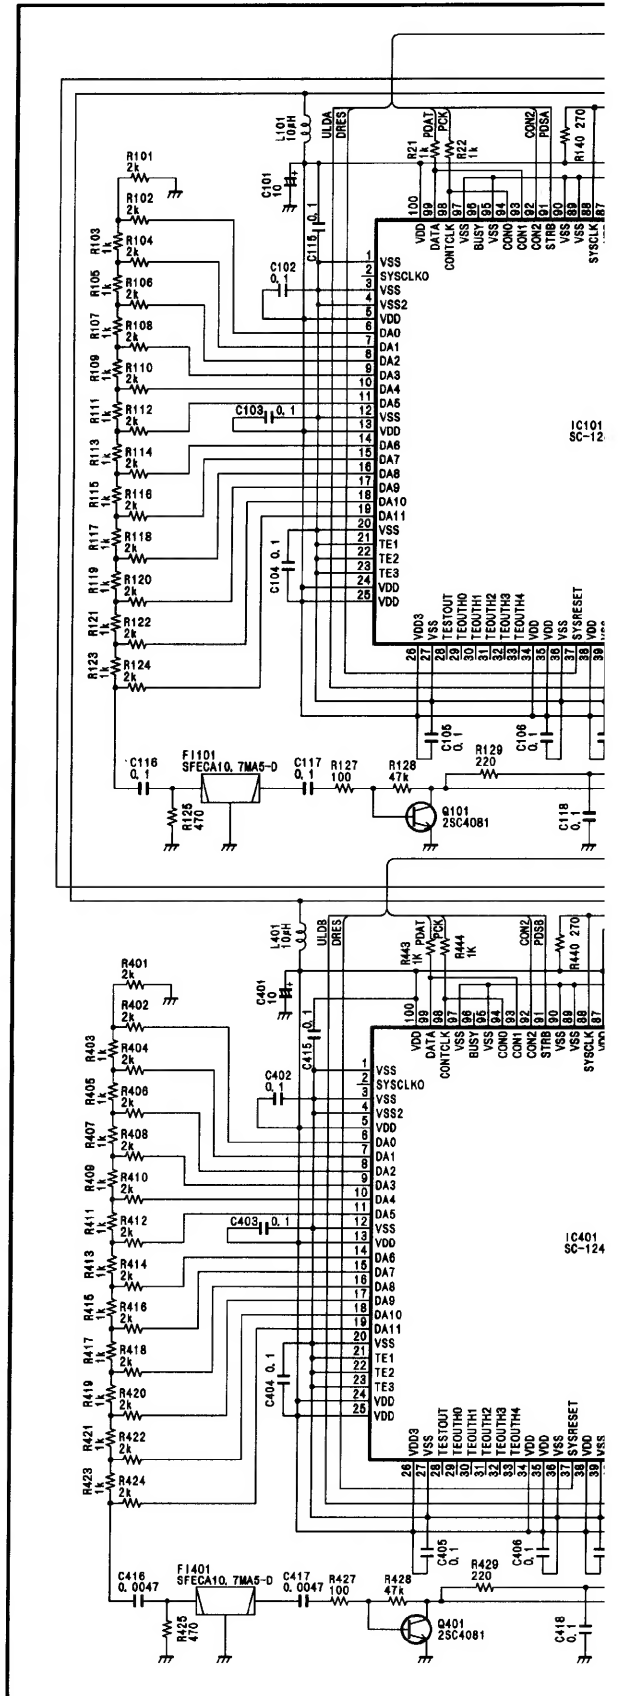 L101
10μH
ULDA
DRES
PDAT
PCK
CON2
PDSA
R140 270
R21
1k
R22
1k
C101
10
C115 0.1
100 99 98 97 96 95 94 93 92 91 90 89 88 87
VDD
DATA
CONTCLK
VSS
BUSY
VSS
CON0
CON1
CON2
STRB
VSS
VSS
SYSCLK
R101
2k
R102
2k
R103
1k
R104
2k
R105
1k
R106
2k
R107
1k
R108
2k
R109
1k
R110
2k
R111
1k
R112
2k
R113
1k
R114
2k
R115
1k
R116
2k
R117
1k
R118
2k
R119
1k
R120
2k
R121
1k
R122
2k
R123
1k
R124
2k
C102
0.1
C103 0.1
C104 0.1
1 VSS
2 SYSCLKO
3 VSS
4 VSS2
5 VDD
6 DA0
7 DA1
8 DA2
9 DA3
10 DA4
11 DA5
12 VSS
13 VDD
14 DA6
15 DA7
16 DA8
17 DA9
18 DA10
19 DA11
20 VSS
21 TE1
22 TE2
23 TE3
24 VDD
25 VDD
IC101
SC-12
VDD3
VSS
TESTOUT
TEOUTH0
TEOUTH1
TEOUTH2
TEOUTH3
TEOUTH4
VDD
VDD
VSS
SYSRESET
VDD
26 27 28 29 30 31 32 33 34 35 36 37 38 39
C105
0.1
C106
0.1
C116
0.1
FI101
SFECA10.7MA5-D
R125
470
C117
0.1
R127
100
R128
47k
R129
220
Q101
2SC4081
C118
0.1
L401
10μH
ULDB
DRES
PDAT
PCK
CON2
PDSB
R440 270
R443
1K
R444
1K
C401
10
C415 0.1
100 99 98 97 96 95 94 93 92 91 90 89 88 87
VDD
DATA
CONTCLK
VSS
BUSY
VSS
CON0
CON1
CON2
STRB
VSS
VSS
SYSCLK
VDD
R401
2k
R402
2k
R403
1k
R404
2k
R405
1k
R406
2k
R407
1k
R408
2k
R409
1k
R410
2k
R411
1k
R412
2k
R413
1k
R414
2k
R415
1k
R416
2k
R417
1k
R418
2k
R419
1k
R420
2k
R421
1k
R422
2k
R423
1k
R424
2k
C402
0.1
C403 0.1
C404 0.1
1 VSS
2 SYSCLKO
3 VSS
4 VSS2
5 VDD
6 DA0
7 DA1
8 DA2
9 DA3
10 DA4
11 DA5
12 VSS
13 VDD
14 DA6
15 DA7
16 DA8
17 DA9
18 DA10
19 DA11
20 VSS
21 TE1
22 TE2
23 TE3
24 VDD
25 VDD
IC401
SC-124
VDD3
VSS
TESTOUT
TEOUTH0
TEOUTH1
TEOUTH2
TEOUTH3
TEOUTH4
VDD
VDD
VSS
SYSRESET
VDD
VSS
26 27 28 29 30 31 32 33 34 35 36 37 38 39
C405
0.1
C406
0.1
C416
0.0047
FI401
SFECA10.7MA5-D
R425
470
C417
0.0047
R427
100
R428
47k
R429
220
Q401
2SC4081
C418
0.1